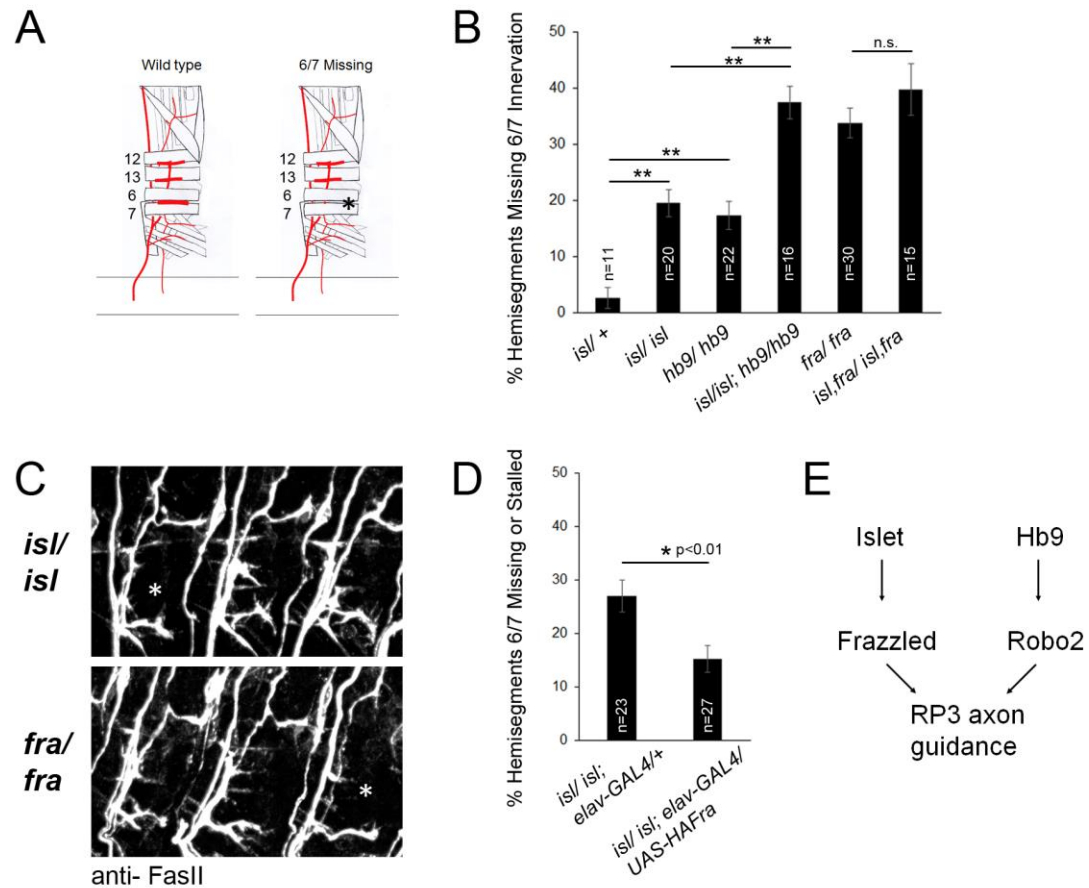 A
Wild type
6/7 Missing
12
13
6
7
12
13
6
7
*
B
% Hemisegments Missing 6/7 Innervation
50
40
30
20
10
0
**
**
**
**
n.s.
n=11
n=20
n=22
n=16
n=30
n=15
isl/ +
isl/ isl
hb9/ hb9
isl/isl; hb9/hb9
fra/ fra
isl,fra/ isl,fra
C
isl/
isl
*
fra/
fra
*
anti- FasII
D
% Hemisegments 6/7 Missing or Stalled
50
40
30
20
10
0
* p<0.01
n=23
n=27
isl/ isl;
elav-GAL4/+
isl/ isl; elav-GAL4/
UAS-HAFra
E
Islet
Hb9
Frazzled
Robo2
RP3 axon
guidance